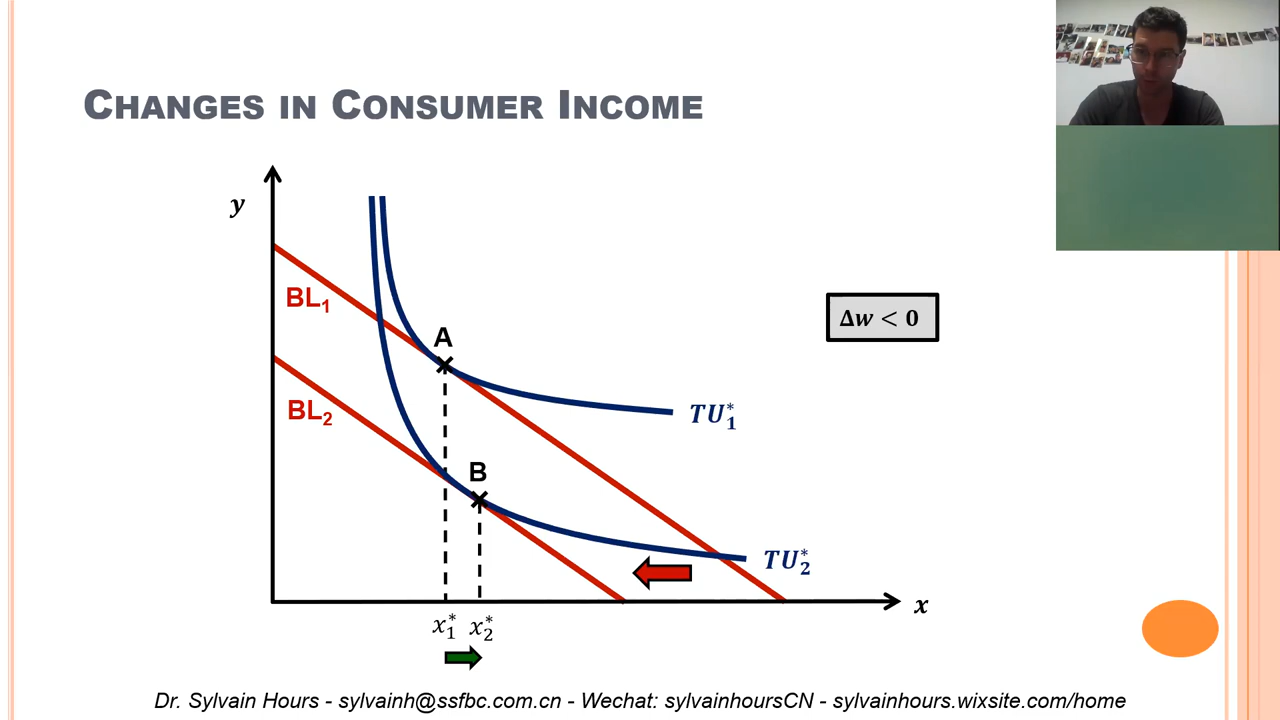 CHANGES IN CONSUMER INCOME
y
BL₁
A
Δw < 0
BL₂
TU₁*
B
TU₂*
x
x₁* x₂*
Dr. Sylvain Hours - sylvainh@ssfbc.com.cn - Wechat: sylvainhoursCN - sylvainhours.wixsite.com/home